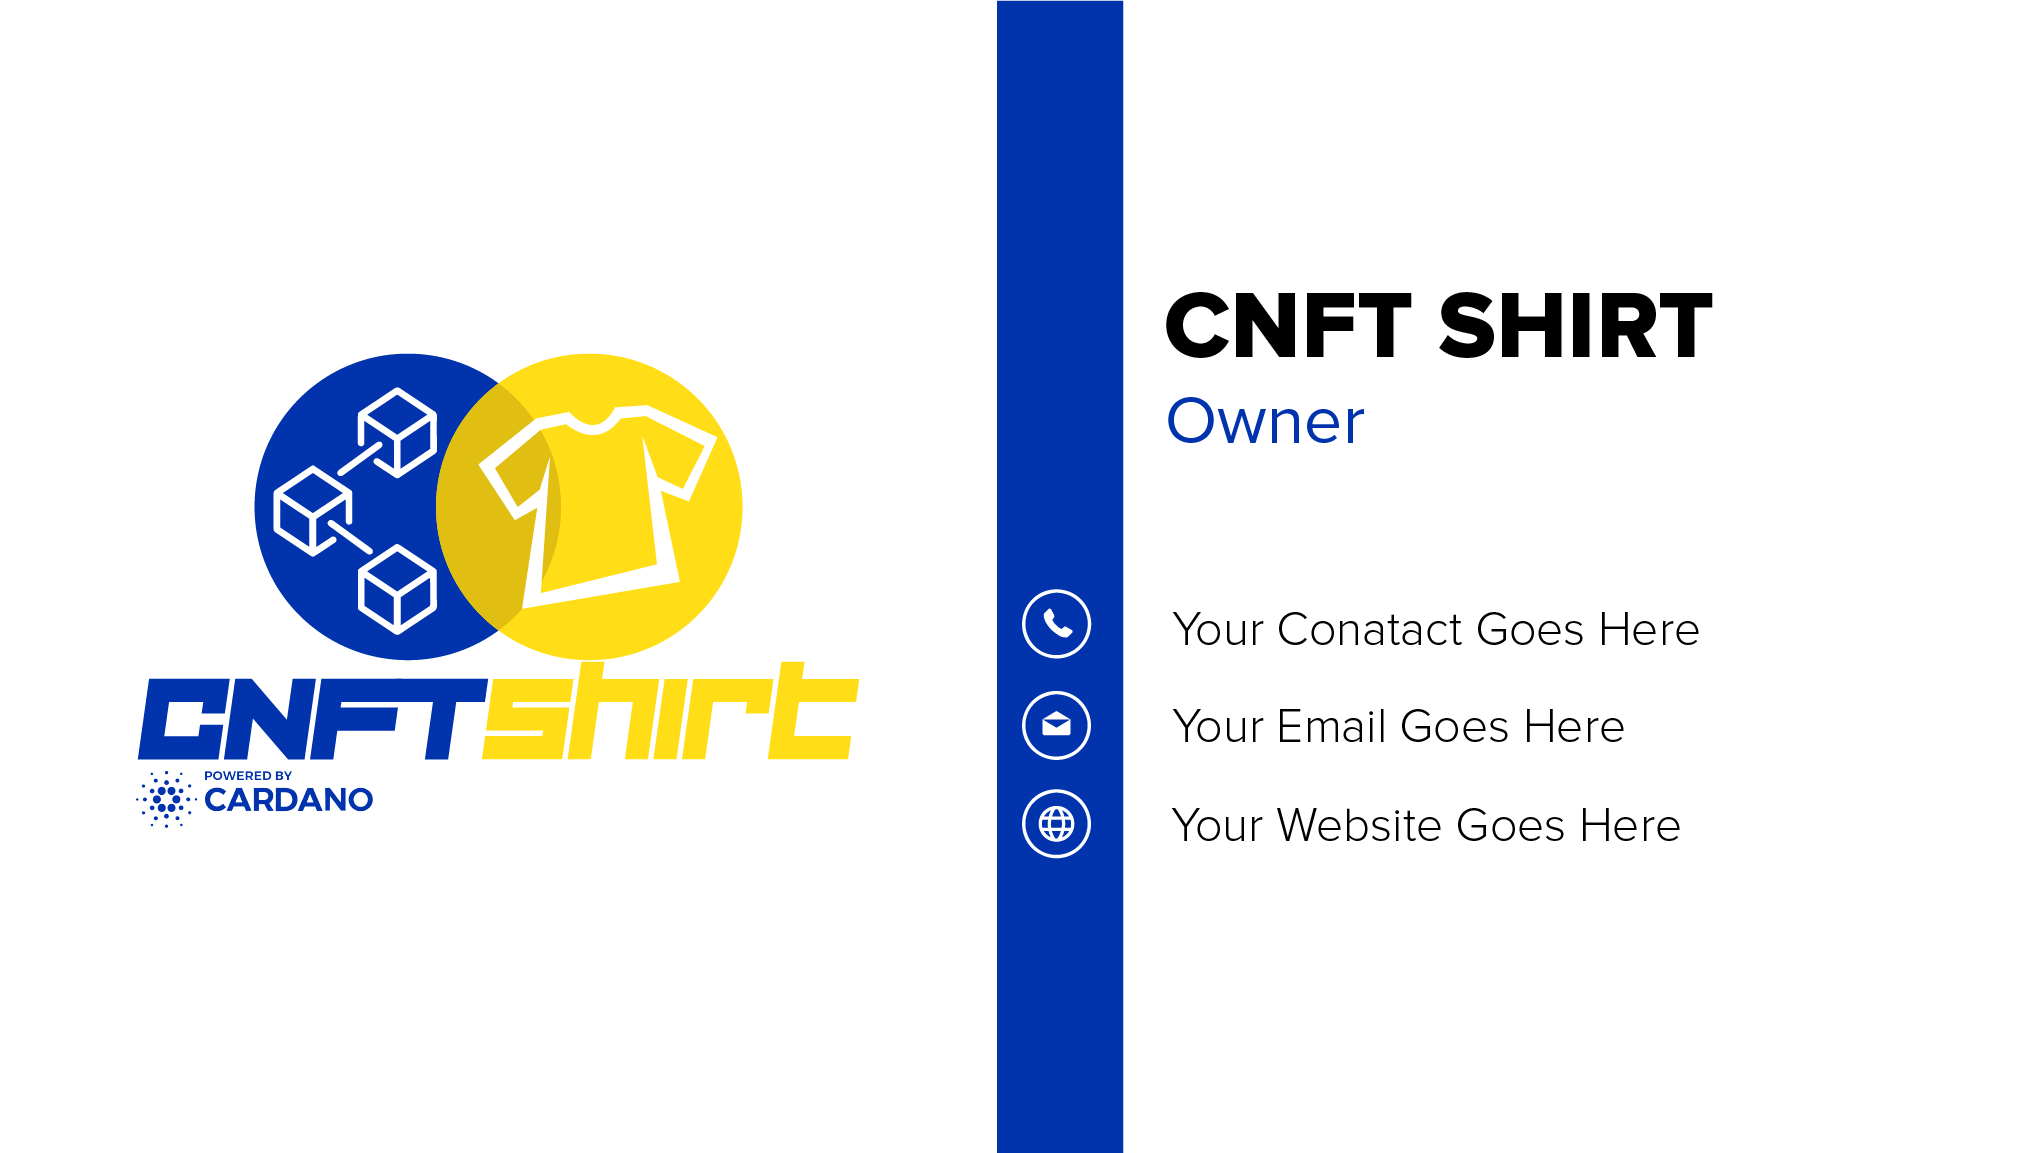 CNFTshirt
POWERED BY
CARDANO
CNFT SHIRT
Owner
Your Conatact Goes Here
Your Email Goes Here
Your Website Goes Here